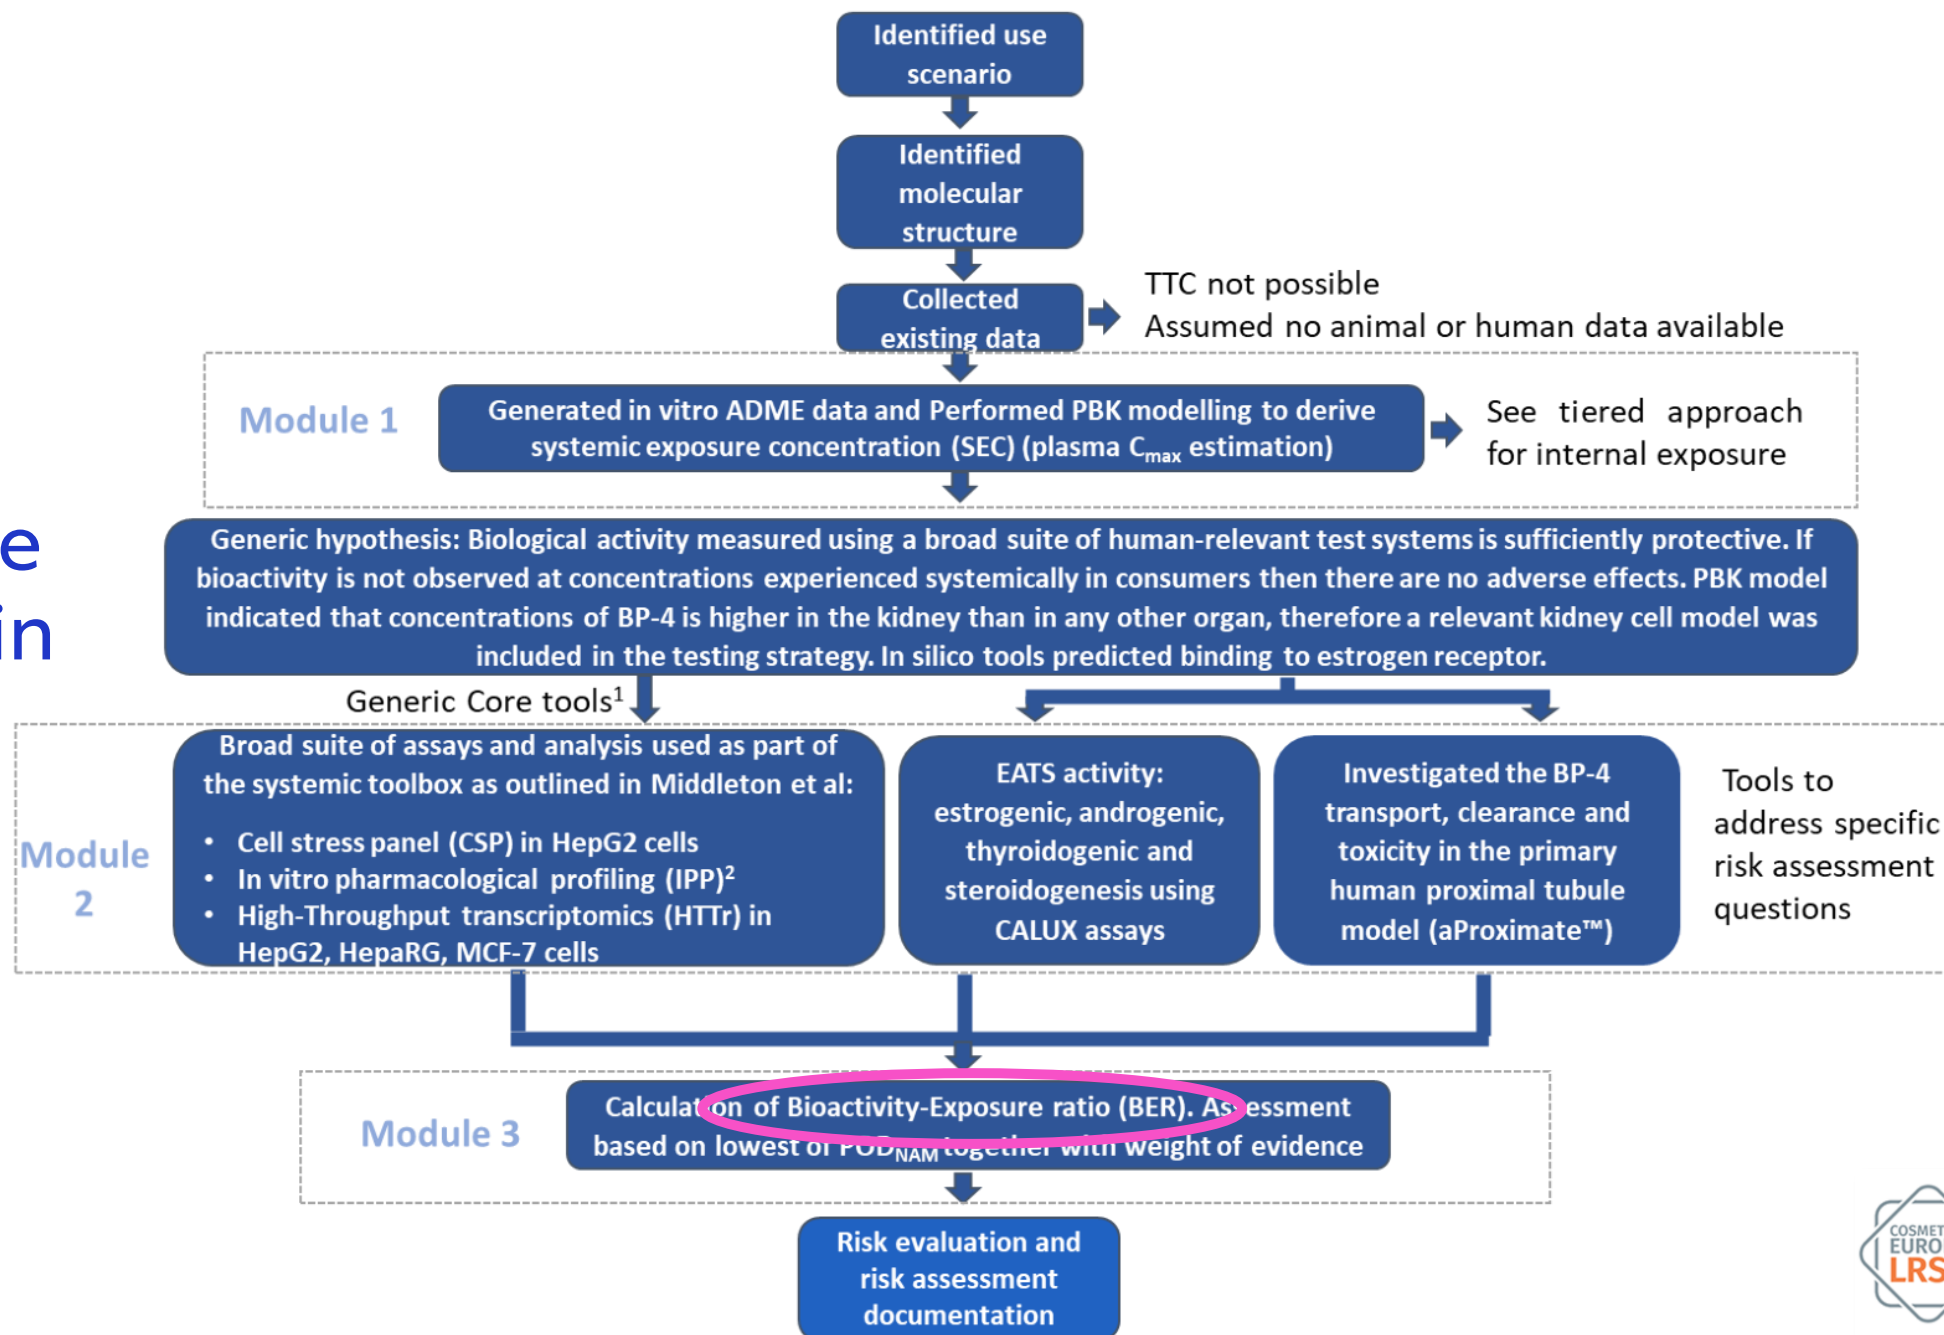 Identified use
scenario
Identified
molecular
structure
Collected
existing data
TTC not possible
Assumed no animal or human data available
Module 1
Generated in vitro ADME data and Performed PBK modelling to derive
systemic exposure concentration (SEC) (plasma Cmax estimation)
See tiered approach
for internal exposure
e
in
Generic hypothesis: Biological activity measured using a broad suite of human-relevant test systems is sufficiently protective. If
bioactivity is not observed at concentrations experienced systemically in consumers then there are no adverse effects. PBK model
indicated that concentrations of BP-4 is higher in the kidney than in any other organ, therefore a relevant kidney cell model was
included in the testing strategy. In silico tools predicted binding to estrogen receptor.
Generic Core tools¹
Module
2
Broad suite of assays and analysis used as part of
the systemic toolbox as outlined in Middleton et al:
• Cell stress panel (CSP) in HepG2 cells
• In vitro pharmacological profiling (IPP)²
• High-Throughput transcriptomics (HTTr) in
HepG2, HepaRG, MCF-7 cells
EATS activity:
estrogenic, androgenic,
thyroidogenic and
steroidogenesis using
CALUX assays
Investigated the BP-4
transport, clearance and
toxicity in the primary
human proximal tubule
model (aProximate™)
Tools to
address specific
risk assessment
questions
Module 3
Calculation of Bioactivity-Exposure ratio (BER). Assessment
based on lowest of PODNAM together with weight of evidence
Risk evaluation and
risk assessment
documentation
COSMET
EURO
LRS